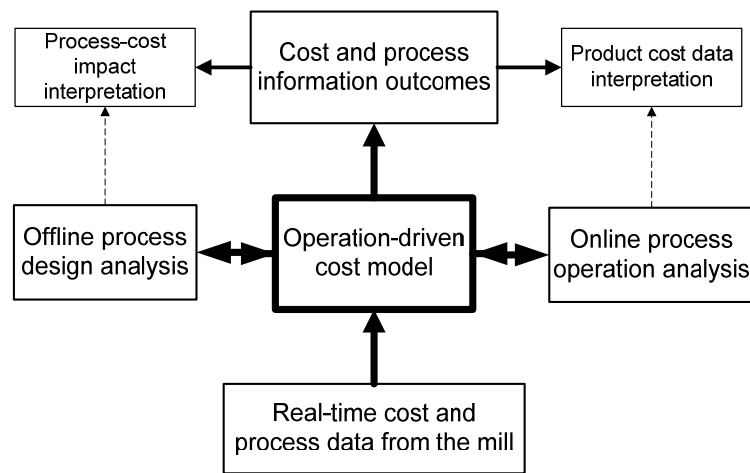 Process-cost
impact
interpretation
Cost and process
information outcomes
Product cost data
interpretation
Offline process
design analysis
Operation-driven
cost model
Online process
operation analysis
Real-time cost and
process data from the mill